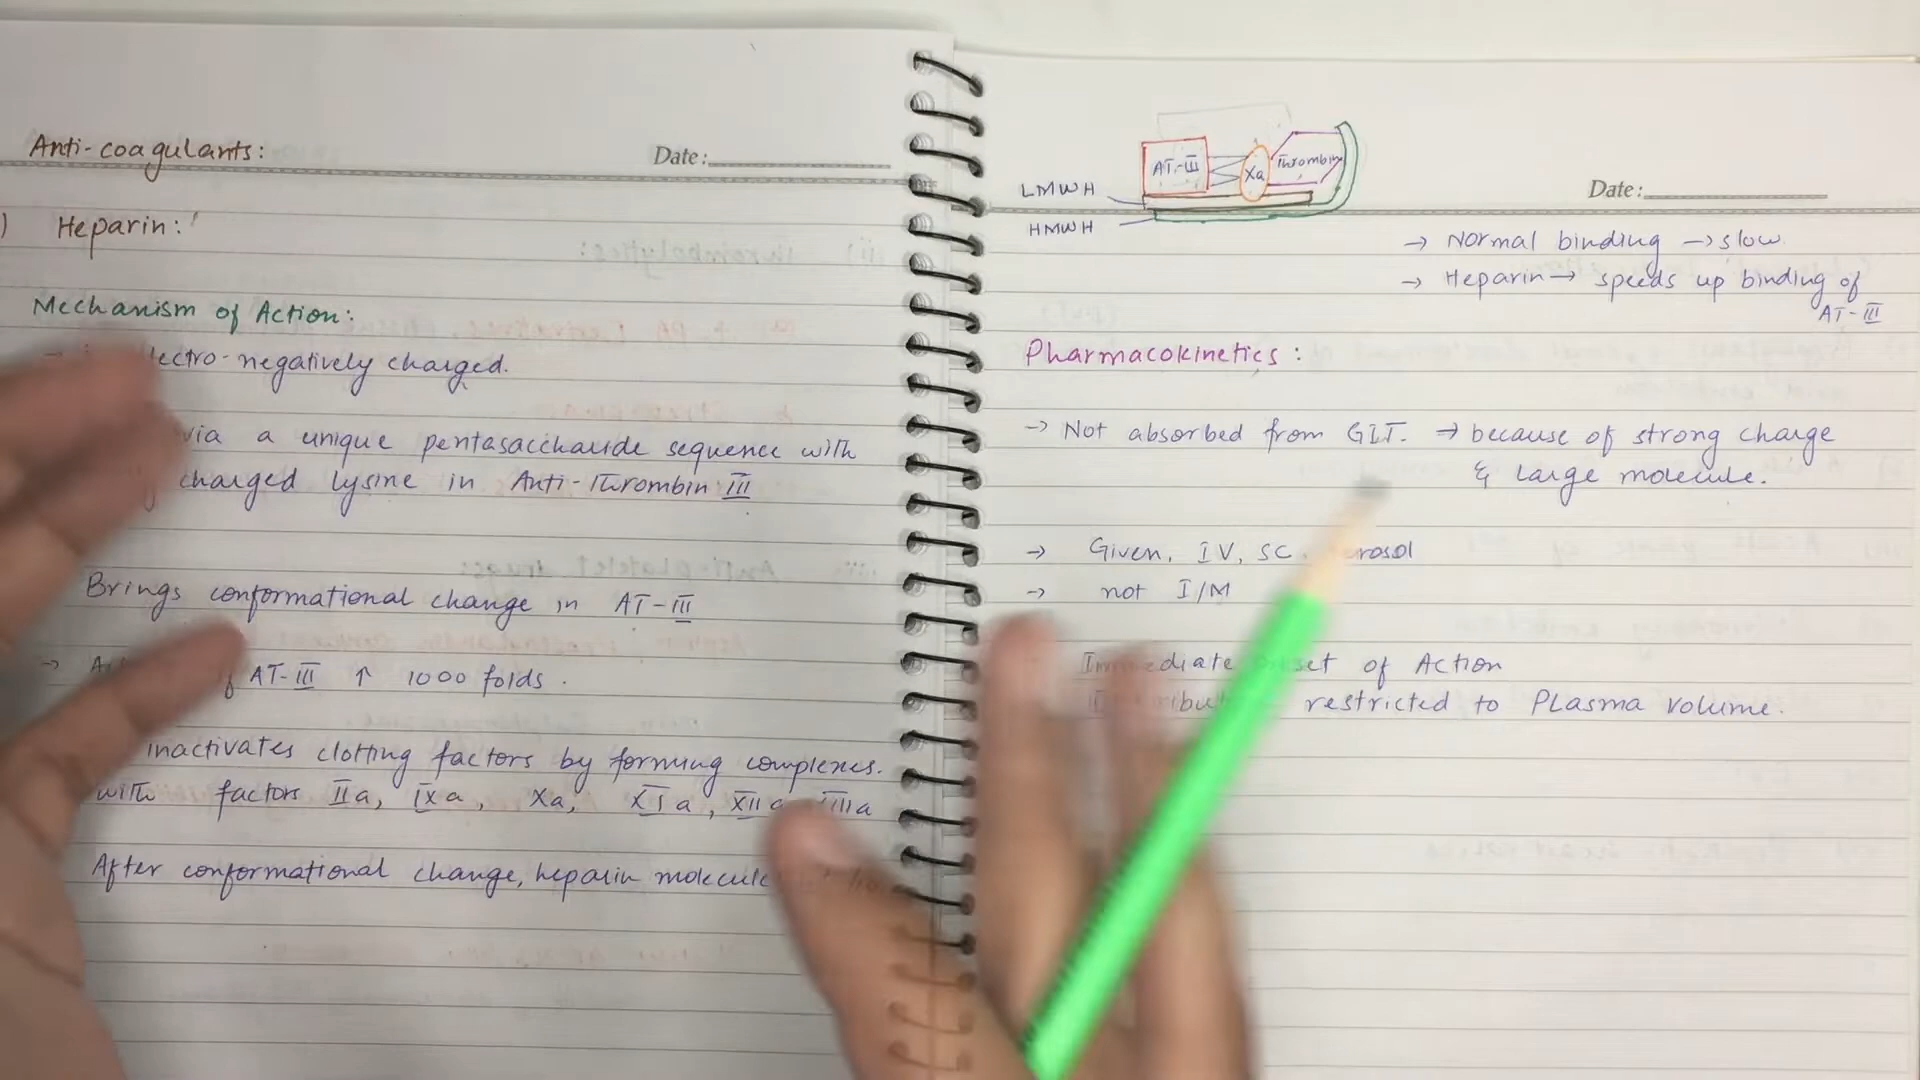 Anti-coagulants:
Date:
) Heparin:
Mechanism of Action:
electro-negatively charged.
via a unique pentasaccharide sequence with
charged lysine in Anti-Thrombin III
Brings conformational change in AT-III
→ of AT-III ↑ 1000 folds.
inactivates clotting factors by forming complexes.
with factors IIa, IXa, Xa, XIa, XIIa
After conformational change, heparin molecule
AT-III Xa Thrombin
LMWH
HMWH
Date:
→ Normal binding → slow.
→ Heparin → speeds up binding of
AT-III
Pharmacokinetics:
→ Not absorbed from GIT. → because of strong charge
& large molecule.
→ Given, IV, SC,
→ not I/M
Immediate onset of Action
restricted to Plasma volume.